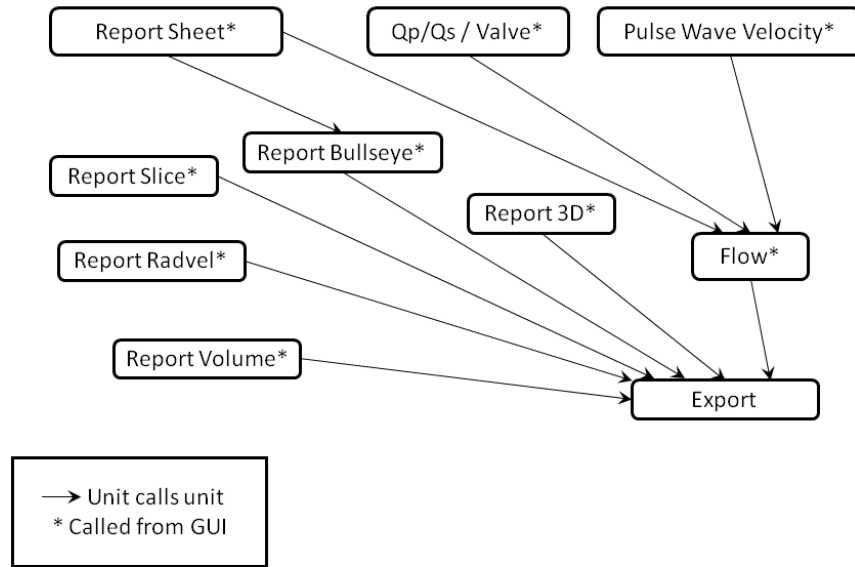 Report Sheet*
Qp/Qs / Valve*
Pulse Wave Velocity*
Report Bullseye*
Report Slice*
Report 3D*
Report Radvel*
Flow*
Report Volume*
Export
Unit calls unit
* Called from GUI